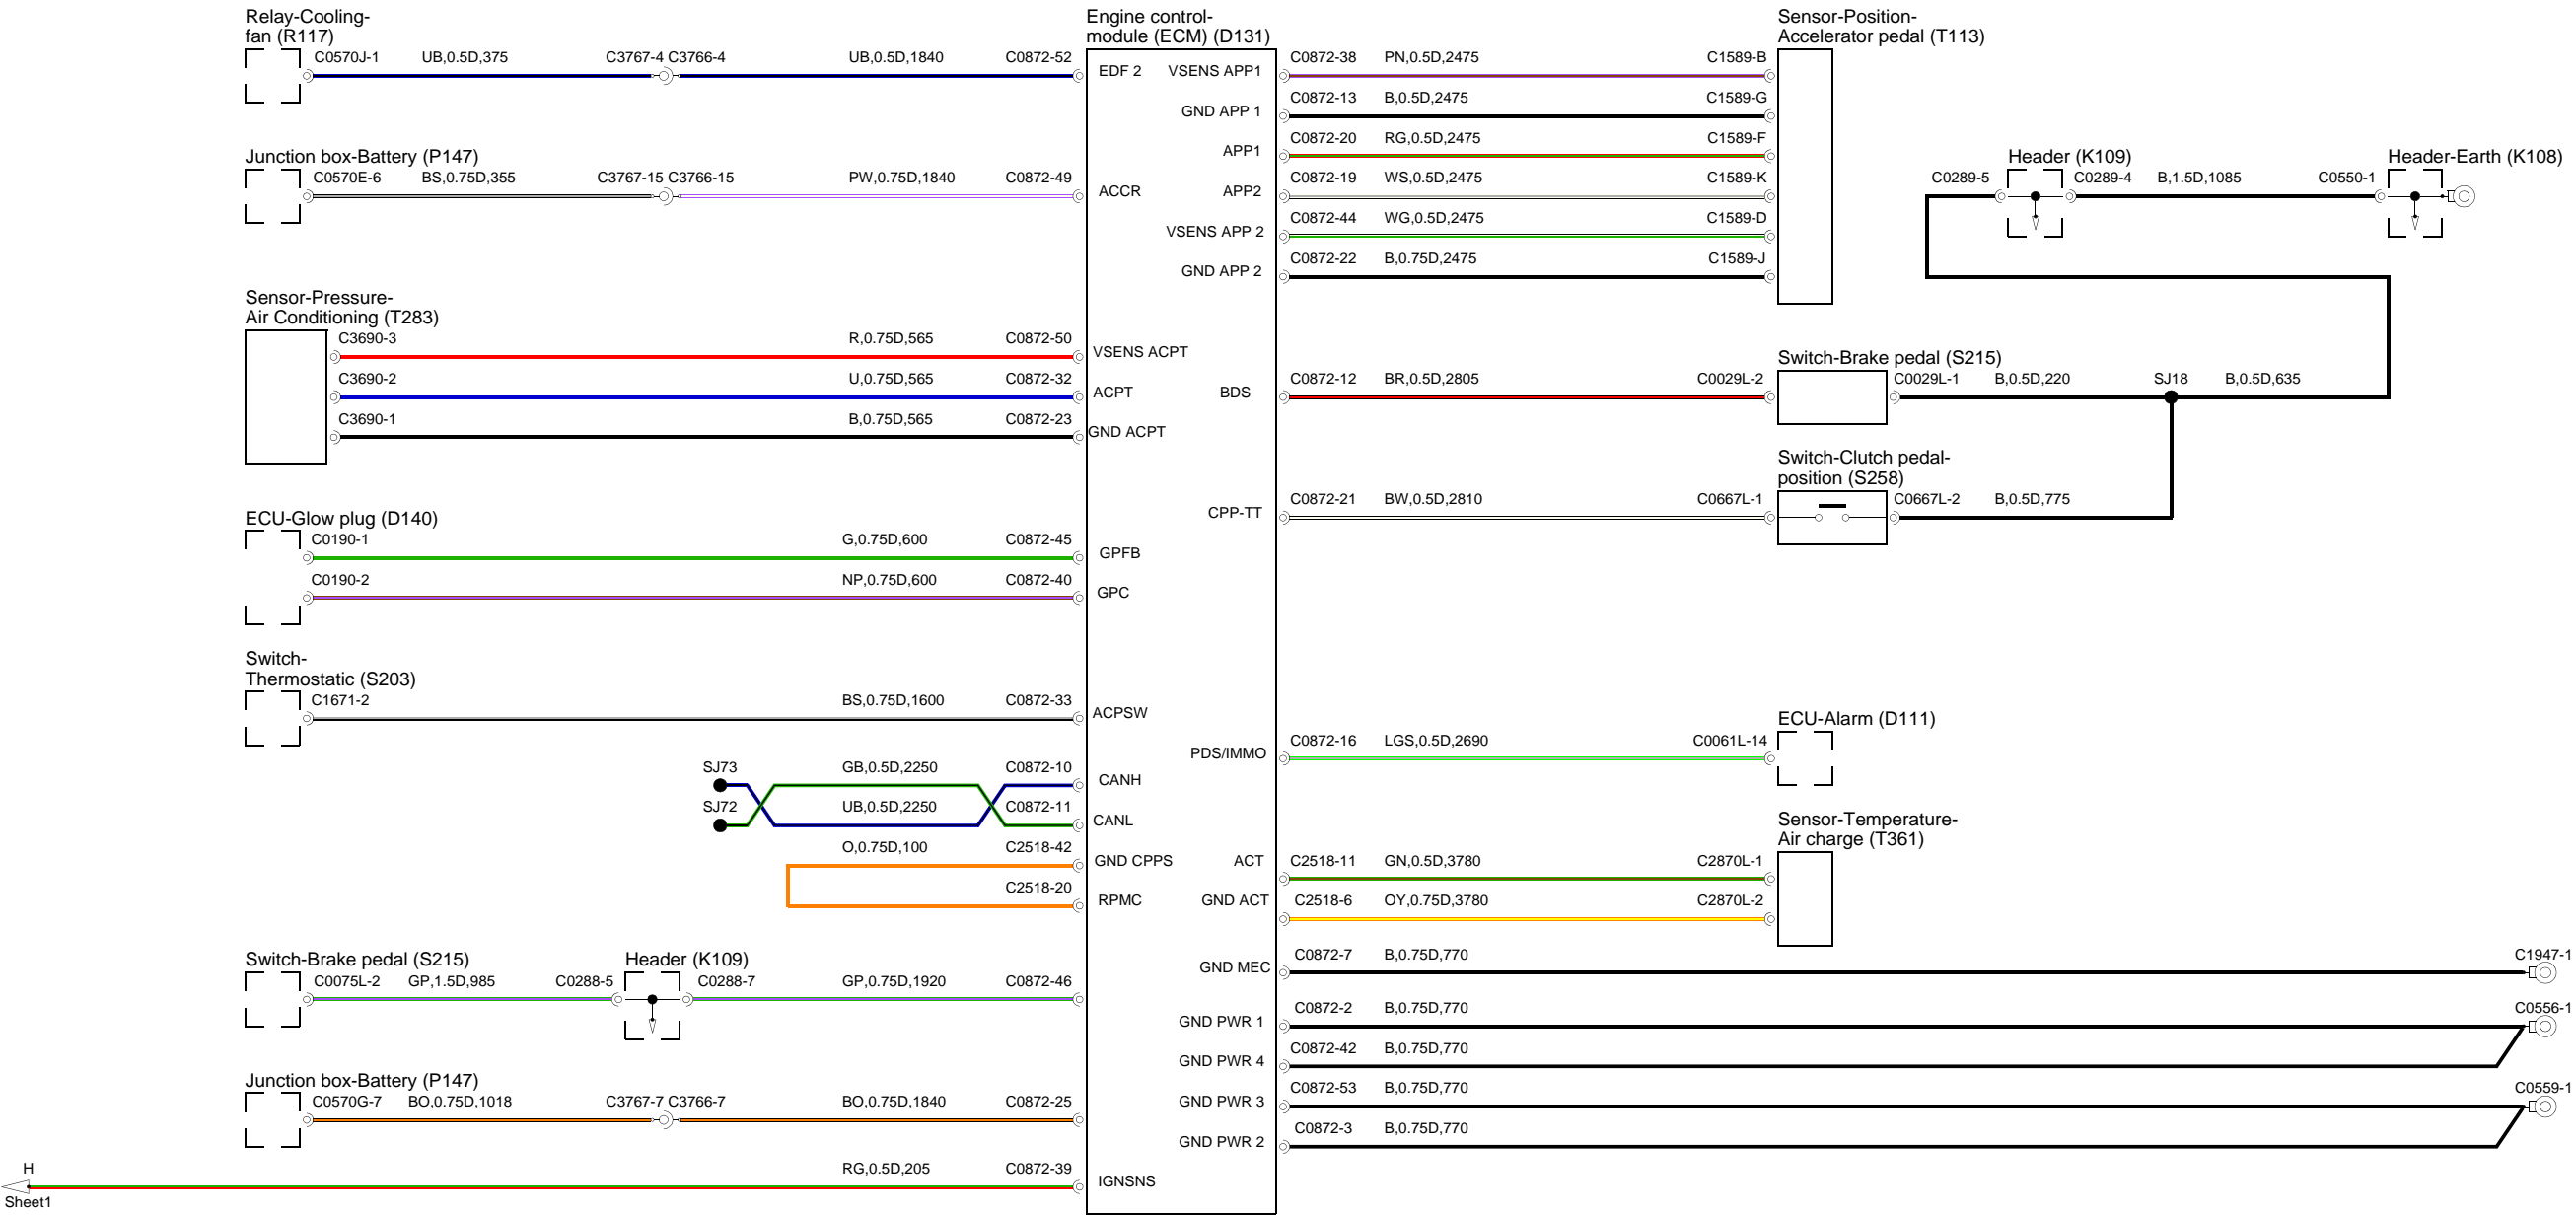 Relay-Cooling-
fan (R117)
C0570J-1 UB,0.5D,375 C3767-4 C3766-4 UB,0.5D,1840 C0872-52
EDF 2
Junction box-Battery (P147)
C0570E-6 BS,0.75D,355 C3767-15 C3766-15 PW,0.75D,1840 C0872-49
ACCR
Sensor-Pressure-
Air Conditioning (T283)
C3690-3 R,0.75D,565 C0872-50
VSENS ACPT
C3690-2 U,0.75D,565 C0872-32
ACPT
C3690-1 B,0.75D,565 C0872-23
GND ACPT
ECU-Glow plug (D140)
C0190-1 G,0.75D,600 C0872-45
GPFB
C0190-2 NP,0.75D,600 C0872-40
GPC
Switch-
Thermostatic (S203)
C1671-2 BS,0.75D,1600 C0872-33
ACPSW
SJ73 GB,0.5D,2250 C0872-10
CANH
SJ72 UB,0.5D,2250 C0872-11
CANL
O,0.75D,100 C2518-42
GND CPPS
C2518-20
RPMC
Switch-Brake pedal (S215)
Header (K109)
C0075L-2 GP,1.5D,985 C0288-5 C0288-7 GP,0.75D,1920 C0872-46
Junction box-Battery (P147)
C0570G-7 BO,0.75D,1018 C3767-7 C3766-7 BO,0.75D,1840 C0872-25
H
Sheet1
RG,0.5D,205 C0872-39
IGNSNS
Engine control-
module (ECM) (D131)
Sensor-Position-
Accelerator pedal (T113)
VSENS APP1 C0872-38 PN,0.5D,2475 C1589-B
GND APP 1 C0872-13 B,0.5D,2475 C1589-G
APP1 C0872-20 RG,0.5D,2475 C1589-F
APP2 C0872-19 WS,0.5D,2475 C1589-K
VSENS APP 2 C0872-44 WG,0.5D,2475 C1589-D
GND APP 2 C0872-22 B,0.75D,2475 C1589-J
Header (K109)
Header-Earth (K108)
C0289-5 C0289-4 B,1.5D,1085 C0550-1
Switch-Brake pedal (S215)
BDS C0872-12 BR,0.5D,2805 C0029L-2 C0029L-1 B,0.5D,220 SJ18 B,0.5D,635
Switch-Clutch pedal-
position (S258)
CPP-TT C0872-21 BW,0.5D,2810 C0667L-1 C0667L-2 B,0.5D,775
ECU-Alarm (D111)
PDS/IMMO C0872-16 LGS,0.5D,2690 C0061L-14
Sensor-Temperature-
Air charge (T361)
ACT C2518-11 GN,0.5D,3780 C2870L-1
GND ACT C2518-6 OY,0.75D,3780 C2870L-2
GND MEC C0872-7 B,0.75D,770 C1947-1
GND PWR 1 C0872-2 B,0.75D,770 C0556-1
GND PWR 4 C0872-42 B,0.75D,770
GND PWR 3 C0872-53 B,0.75D,770 C0559-1
GND PWR 2 C0872-3 B,0.75D,770